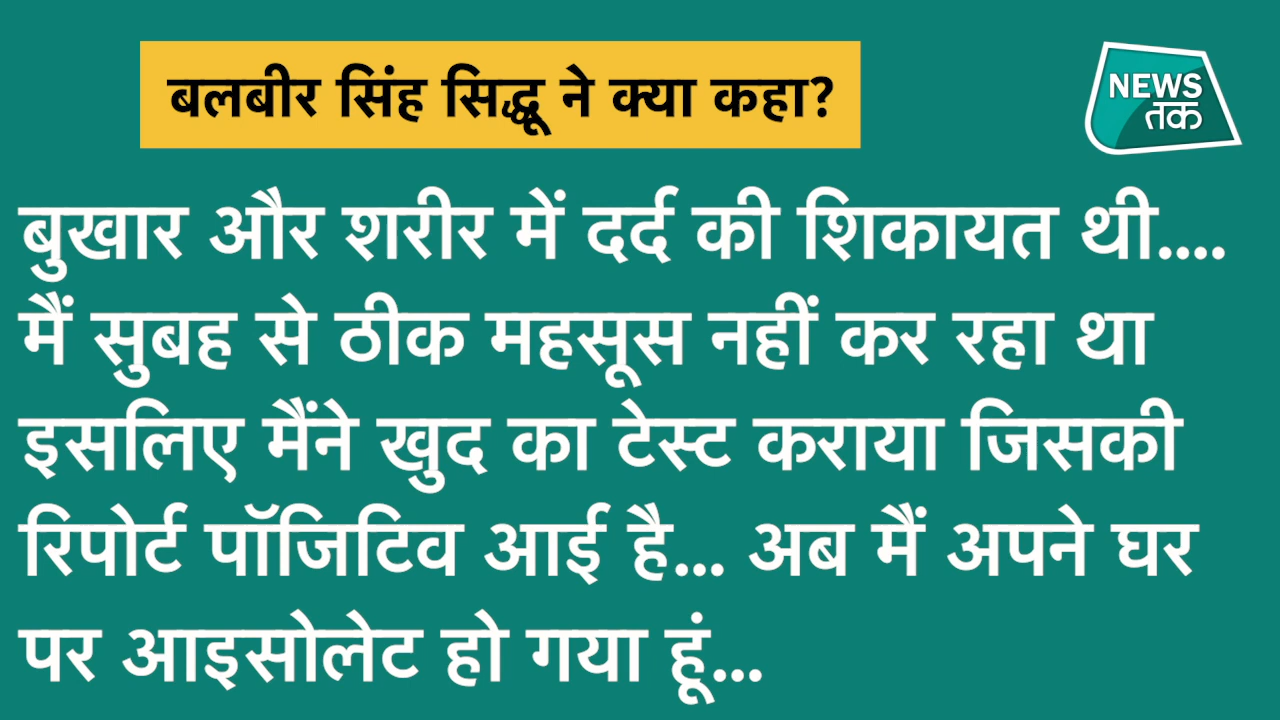 बलबीर सिंह सिद्धू ने क्या कहा?
NEWS
तक
बुखार और शरीर में दर्द की शिकायत थी....
मैं सुबह से ठीक महसूस नहीं कर रहा था
इसलिए मैंने खुद का टेस्ट कराया जिसकी
रिपोर्ट पॉजिटिव आई है... अब मैं अपने घर
पर आइसोलेट हो गया हूं...